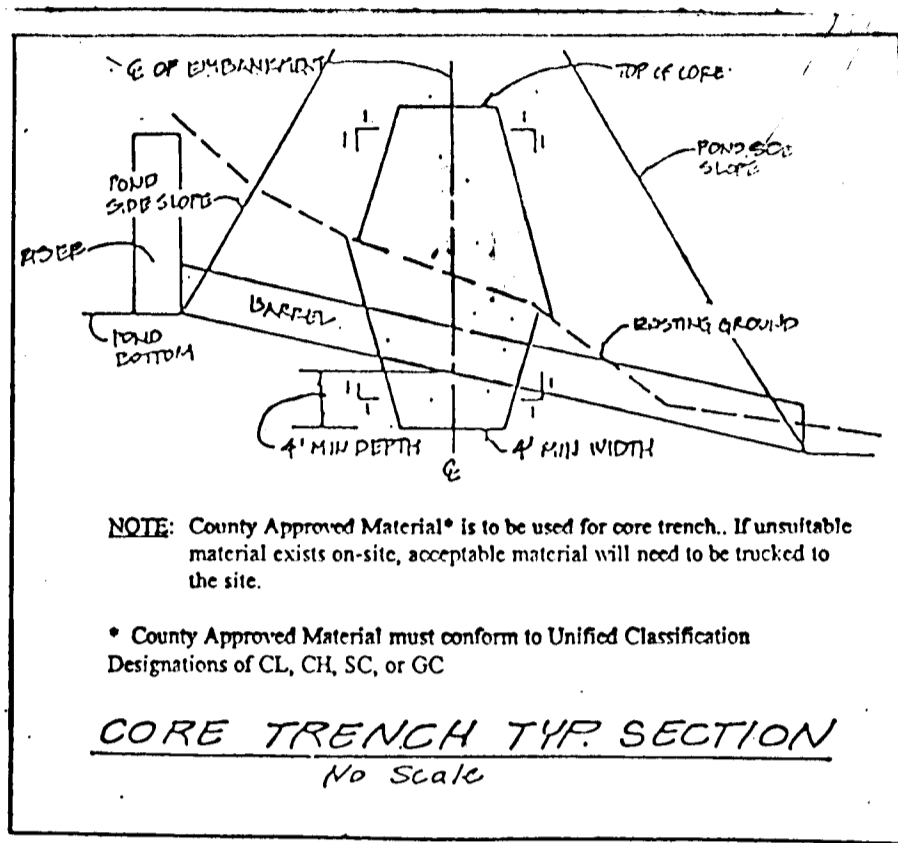 ℄ OF EMBANKMENT
TOP OF CORE
1
1
1
1
POND SIDE
SLOPE
POND
SIDE SLOPE
RISER
BARREL
EXISTING GROUND
POND
BOTTOM
1
1
1
1
4' MIN DEPTH
4' MIN WIDTH
℄
NOTE: County Approved Material* is to be used for core trench.. If unsuitable
material exists on-site, acceptable material will need to be trucked to
the site.
* County Approved Material must conform to Unified Classification
Designations of CL, CH, SC, or GC
CORE TRENCH TYP. SECTION
No Scale